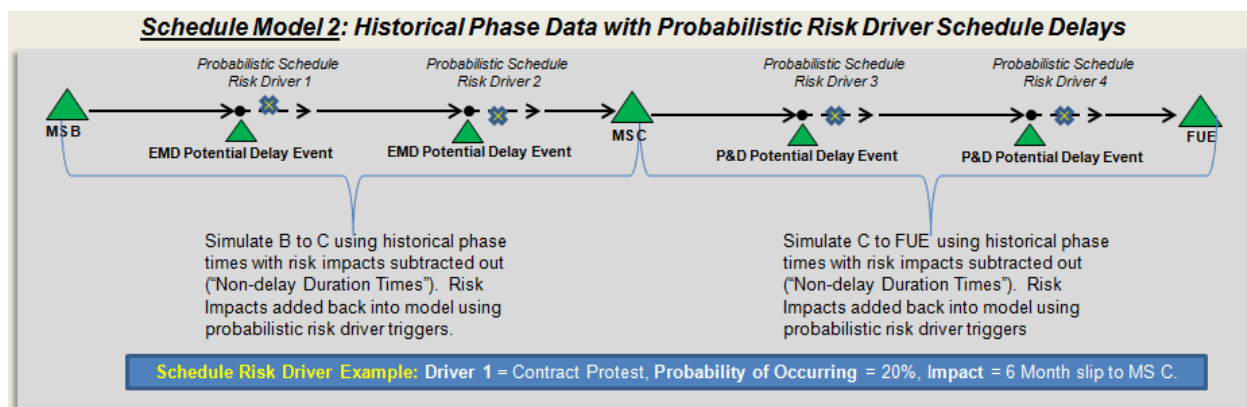 Schedule Model 2: Historical Phase Data with Probabilistic Risk Driver Schedule Delays
Probabilistic Schedule
Risk Driver 1
Probabilistic Schedule
Risk Driver 2
Probabilistic Schedule
Risk Driver 3
Probabilistic Schedule
Risk Driver 4
MS B
EMD Potential Delay Event
EMD Potential Delay Event
MS C
P&D Potential Delay Event
P&D Potential Delay Event
FUE
Simulate B to C using historical phase
times with risk impacts subtracted out
(“Non-delay Duration Times”).  Risk
Impacts added back into model using
probabilistic risk driver triggers.
Simulate C to FUE using historical phase
times with risk impacts subtracted out
(“Non-delay Duration Times”).  Risk
Impacts added back into model using
probabilistic risk driver triggers
Schedule Risk Driver Example: Driver 1 = Contract Protest, Probability of Occurring = 20%, Impact = 6 Month slip to MS C.